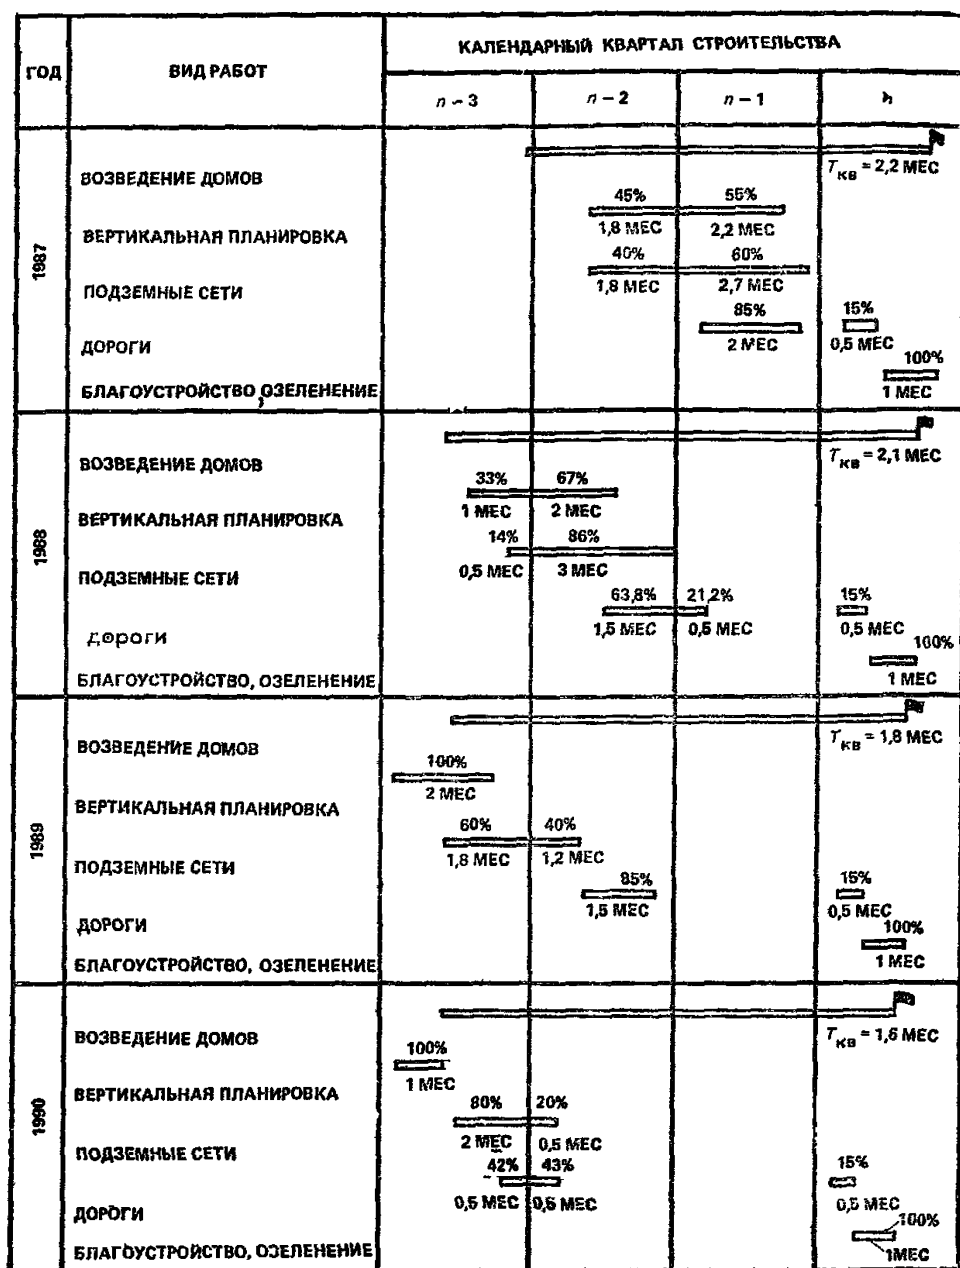 КАЛЕНДАРНЫЙ КВАРТАЛ СТРОИТЕЛЬСТВА
ГОД ВИД РАБОТ
n – 3 n – 2 n – 1 n
1987
ВОЗВЕДЕНИЕ ДОМОВ Tкв = 2,2 МЕС
45% 55%
ВЕРТИКАЛЬНАЯ ПЛАНИРОВКА 1,8 МЕС 2,2 МЕС
40% 60%
ПОДЗЕМНЫЕ СЕТИ 1,8 МЕС 2,7 МЕС
85% 15%
ДОРОГИ 2 МЕС 0,5 МЕС
100%
БЛАГОУСТРОЙСТВО, ОЗЕЛЕНЕНИЕ 1 МЕС
1988
ВОЗВЕДЕНИЕ ДОМОВ Tкв = 2,1 МЕС
33% 67%
ВЕРТИКАЛЬНАЯ ПЛАНИРОВКА 1 МЕС 2 МЕС
14% 86%
ПОДЗЕМНЫЕ СЕТИ 0,5 МЕС 3 МЕС
63,8% 21,2% 15%
дороги 1,5 МЕС 0,5 МЕС 0,5 МЕС
100%
БЛАГОУСТРОЙСТВО, ОЗЕЛЕНЕНИЕ 1 МЕС
1989
ВОЗВЕДЕНИЕ ДОМОВ Tкв = 1,8 МЕС
100%
ВЕРТИКАЛЬНАЯ ПЛАНИРОВКА 2 МЕС
60% 40%
ПОДЗЕМНЫЕ СЕТИ 1,8 МЕС 1,2 МЕС
85% 15%
ДОРОГИ 1,5 МЕС 0,5 МЕС
100%
БЛАГОУСТРОЙСТВО, ОЗЕЛЕНЕНИЕ 1 МЕС
1990
ВОЗВЕДЕНИЕ ДОМОВ Tкв = 1,6 МЕС
100%
ВЕРТИКАЛЬНАЯ ПЛАНИРОВКА 1 МЕС
80% 20%
ПОДЗЕМНЫЕ СЕТИ 2 МЕС 0,5 МЕС
42% 43% 15%
ДОРОГИ 0,5 МЕС 0,5 МЕС 0,5 МЕС
100%
БЛАГОУСТРОЙСТВО, ОЗЕЛЕНЕНИЕ 1МЕС